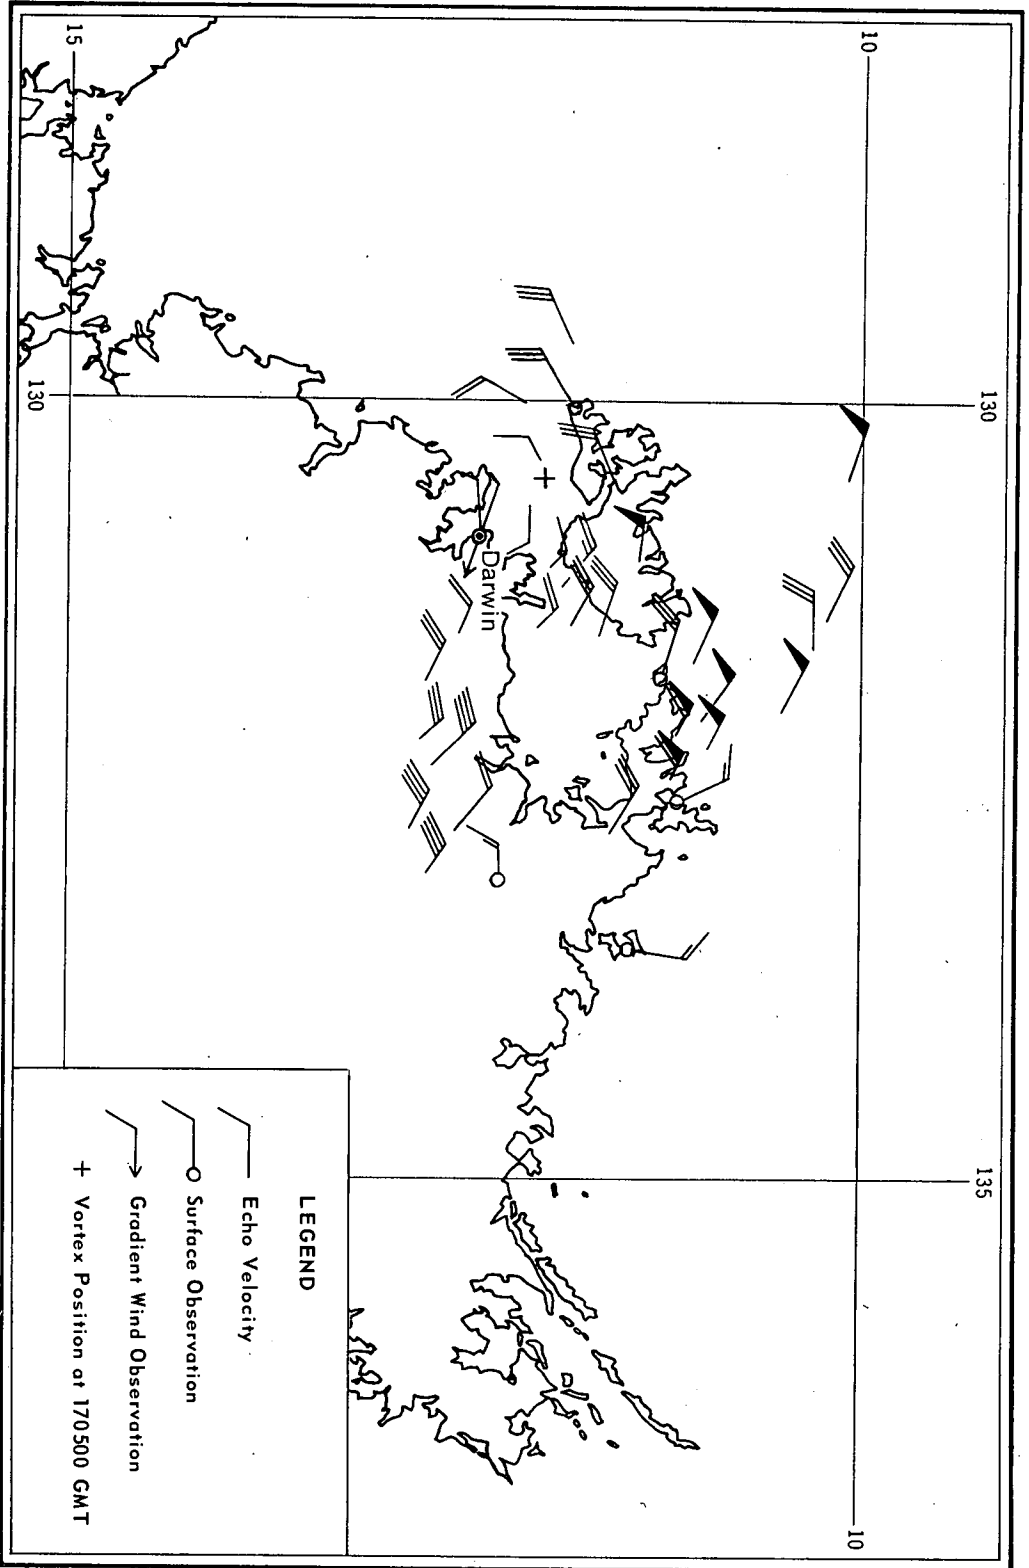 10
130
135
10
15
130
Darwin
LEGEND
Echo Velocity
Surface Observation
Gradient Wind Observation
+ Vortex Position at 170500 GMT